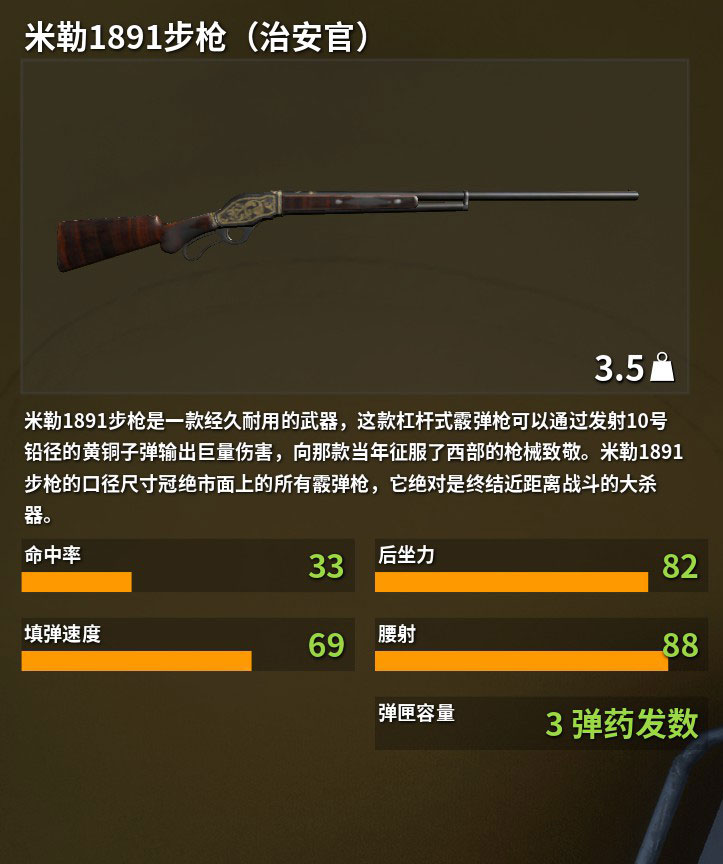 米勒1891步枪（治安官）
3.5
米勒1891步枪是一款经久耐用的武器，这款杠杆式霰弹枪可以通过发射10号
铅径的黄铜子弹输出巨量伤害，向那款当年征服了西部的枪械致敬。米勒1891
步枪的口径尺寸冠绝市面上的所有霰弹枪，它绝对是终结近距离战斗的大杀
器。
命中率 33
后坐力 82
填弹速度 69
腰射 88
弹匣容量 3 弹药发数